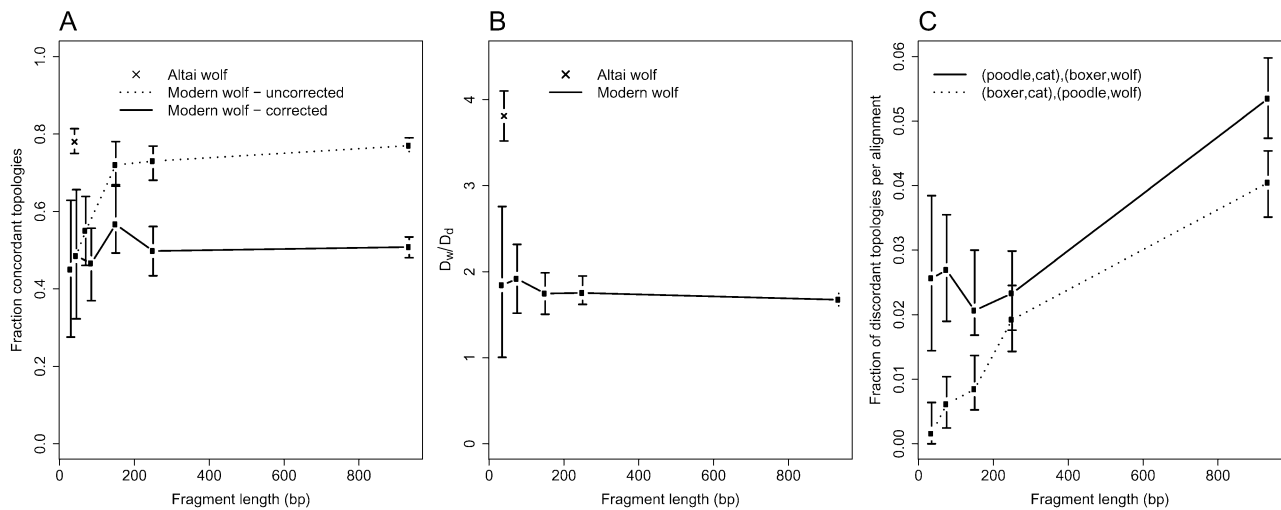 A
Fraction concordant topologies
0.0 0.2 0.4 0.6 0.8 1.0
Altai wolf
Modern wolf − uncorrected
Modern wolf − corrected
0 200 400 600 800
Fragment length (bp)
B
Dw/Dd
0 1 2 3 4
Altai wolf
Modern wolf
0 200 400 600 800
Fragment length (bp)
C
Fraction of discordant topologies per alignment
0.00 0.01 0.02 0.03 0.04 0.05 0.06
(poodle,cat),(boxer,wolf)
(boxer,cat),(poodle,wolf)
0 200 400 600 800
Fragment length (bp)